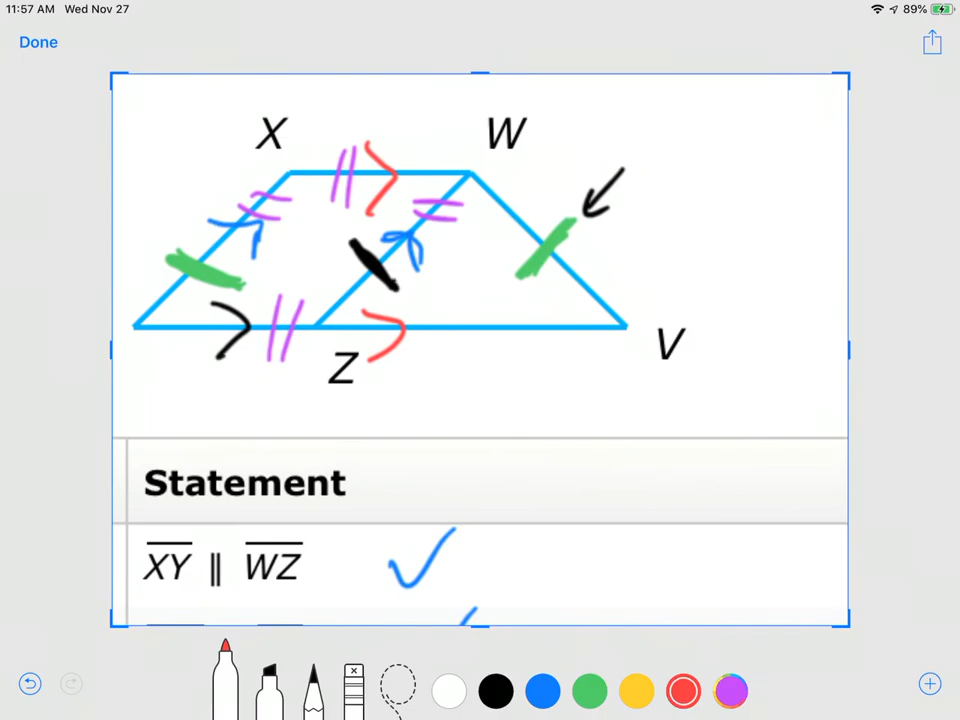 11:57 AM Wed Nov 27 89%
Done
X W
Z V
Statement
XY ∥ WZ